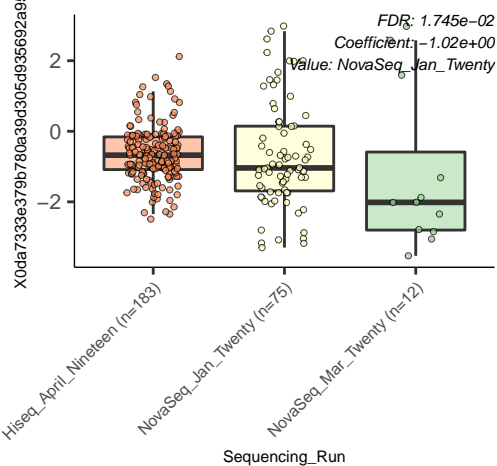 FDR: 1.745e−02
Coefficient: −1.02e+00
Value: NovaSeq_Jan_Twenty
X0da7333e379b780a39d305d935692a9
2
0
−2
Hiseq_April_Nineteen (n=183)
NovaSeq_Jan_Twenty (n=75)
NovaSeq_Mar_Twenty (n=12)
Sequencing_Run